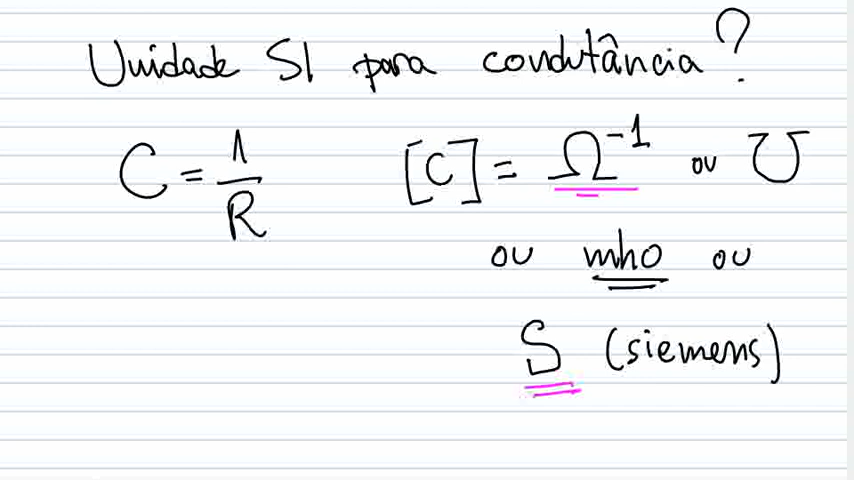 Unidade SI para condutância?
C = 1/R [C] = Ω⁻¹ ou ℧
ou mho ou
S (siemens)